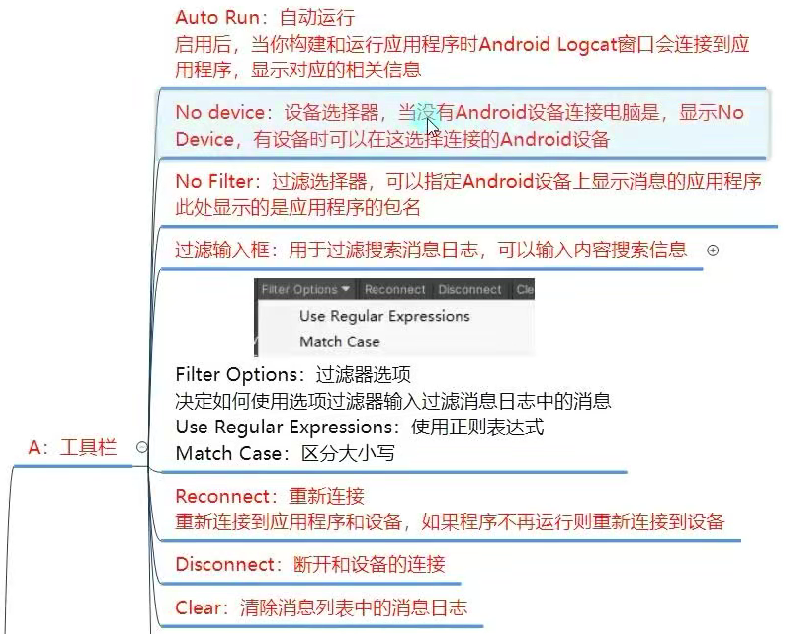 Auto Run：自动运行
启用后，当你构建和运行应用程序时Android Logcat窗口会连接到应
用程序，显示对应的相关信息
No device：设备选择器，当没有Android设备连接电脑是，显示No
Device，有设备时可以在这选择连接的Android设备
No Filter：过滤选择器，可以指定Android设备上显示消息的应用程序
此处显示的是应用程序的包名
过滤输入框：用于过滤搜索消息日志，可以输入内容搜索信息
Filter Options Reconnect Disconnect Cle
Use Regular Expressions
Match Case
Filter Options：过滤器选项
决定如何使用选项过滤器输入过滤消息日志中的消息
Use Regular Expressions：使用正则表达式
Match Case：区分大小写
A：工具栏
Reconnect：重新连接
重新连接到应用程序和设备，如果程序不再运行则重新连接到设备
Disconnect：断开和设备的连接
Clear：清除消息列表中的消息日志